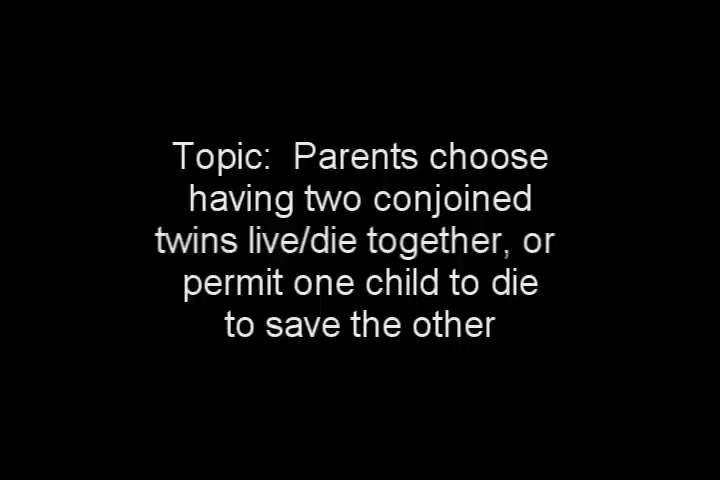 Topic:  Parents choose
having two conjoined
twins live/die together, or
permit one child to die
to save the other